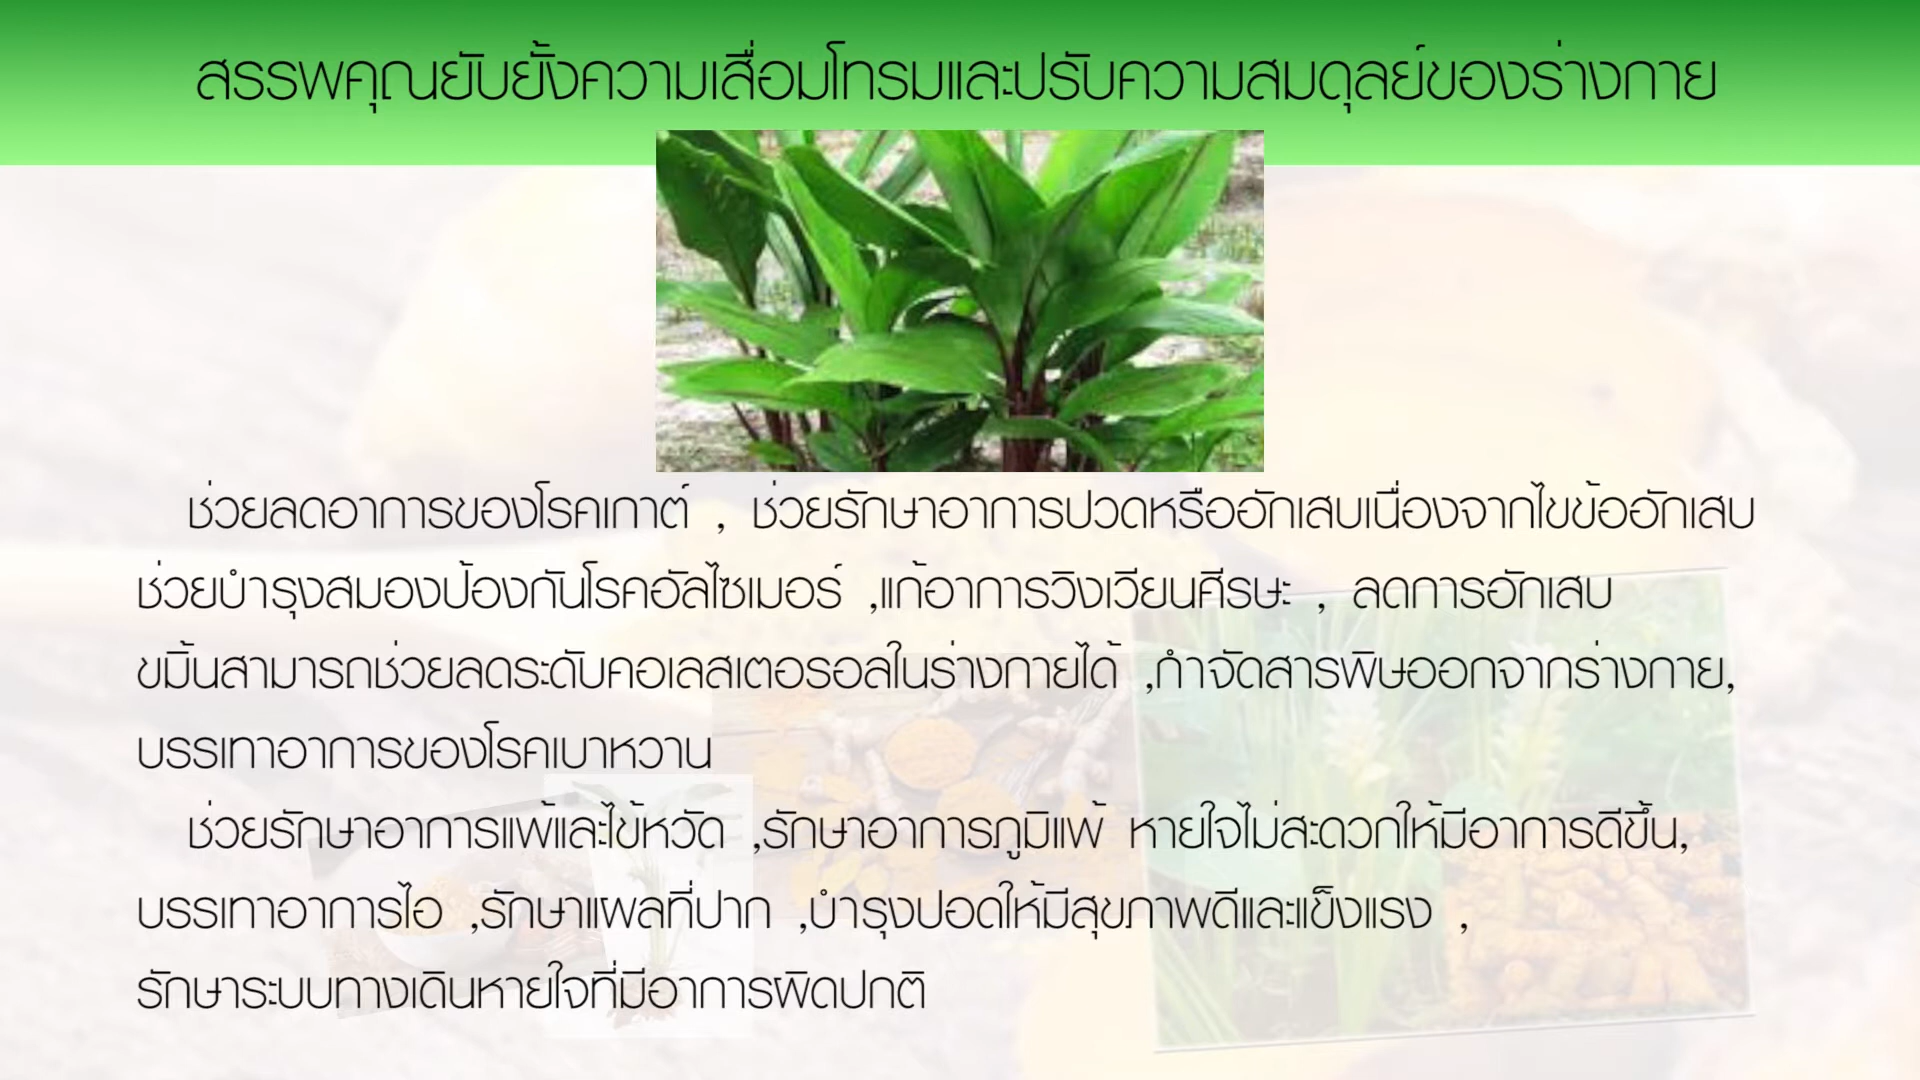 สรรพคุณยับยั้งความเสื่อมโทรมและปรับความสมดุลย์ของร่างกาย
ช่วยลดอาการของโรคเกาต์ , ช่วยรักษาอาการปวดหรืออักเสบเนื่องจากไขข้ออักเสบ
ช่วยบำรุงสมองป้องกันโรคอัลไซเมอร์ ,แก้อาการวิงเวียนศีรษะ , ลดการอักเสบ
ขมิ้นสามารถช่วยลดระดับคอเลสเตอรอลในร่างกายได้ ,กำจัดสารพิษออกจากร่างกาย,
บรรเทาอาการของโรคเบาหวาน
ช่วยรักษาอาการแพ้และไข้หวัด ,รักษาอาการภูมิแพ้ หายใจไม่สะดวกให้มีอาการดีขึ้น,
บรรเทาอาการไอ ,รักษาแผลที่ปาก ,บำรุงปอดให้มีสุขภาพดีและแข็งแรง ,
รักษาระบบทางเดินหายใจที่มีอาการผิดปกติ